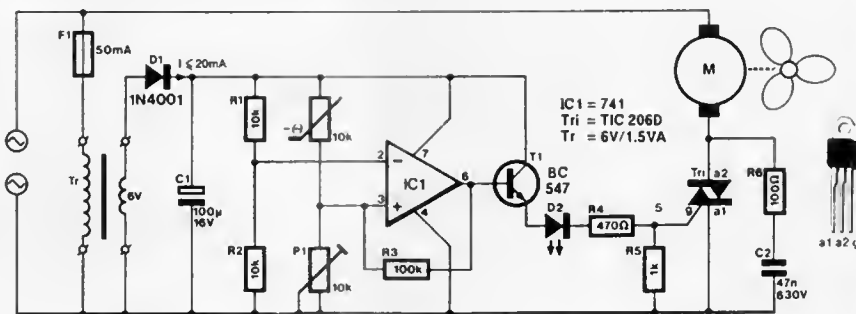 F1
50mA
D1
I ⩽ 20mA
1N4001
R1
10k
-(-)
10k
IC1 = 741
Tri = TIC 206D
Tr = 6V/1.5VA
M
2
7
6
T1
BC
547
Tri
a2
R6
100Ω
Tr
6V
C1
100µ
16V
IC1
3
4
D2
R4
470Ω
5
g
a1
a1 a2 g
R2
10k
P1
10k
R3
100k
R5
1k
C2
47n
630V